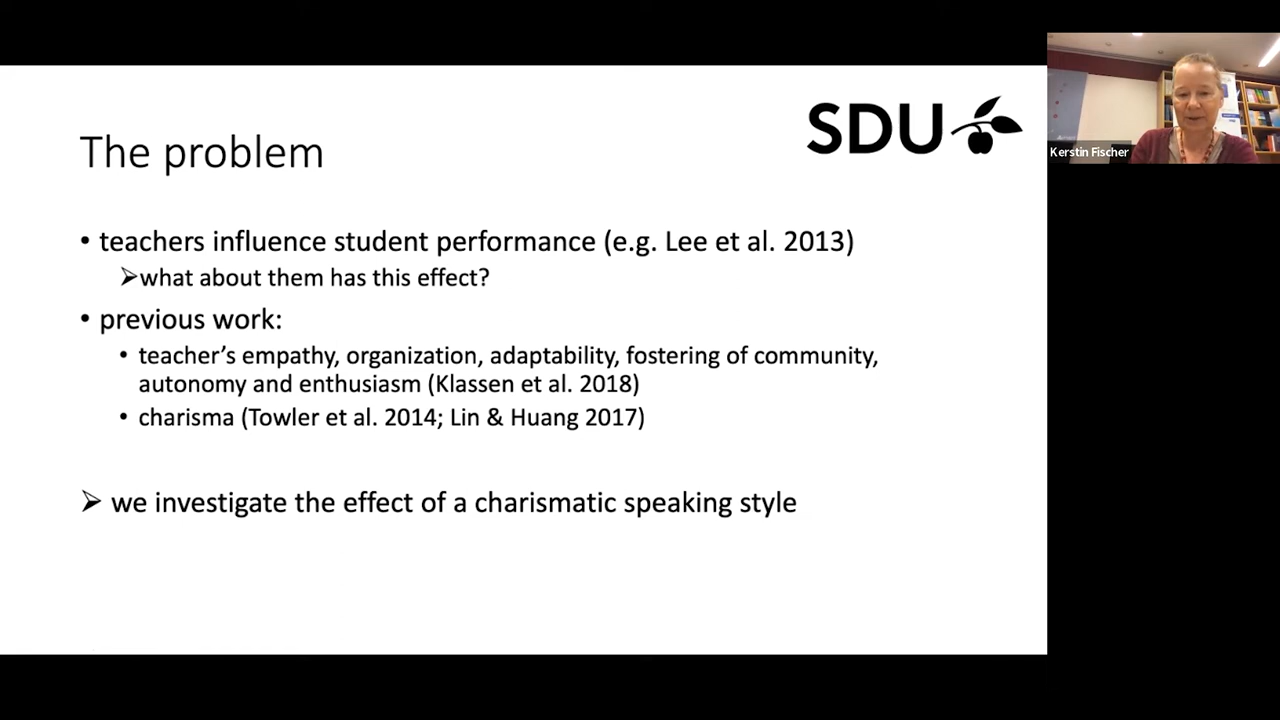 The problem
SDU
Kerstin Fischer
• teachers influence student performance (e.g. Lee et al. 2013)
➢what about them has this effect?
• previous work:
• teacher's empathy, organization, adaptability, fostering of community,
autonomy and enthusiasm (Klassen et al. 2018)
• charisma (Towler et al. 2014; Lin & Huang 2017)
➢ we investigate the effect of a charismatic speaking style